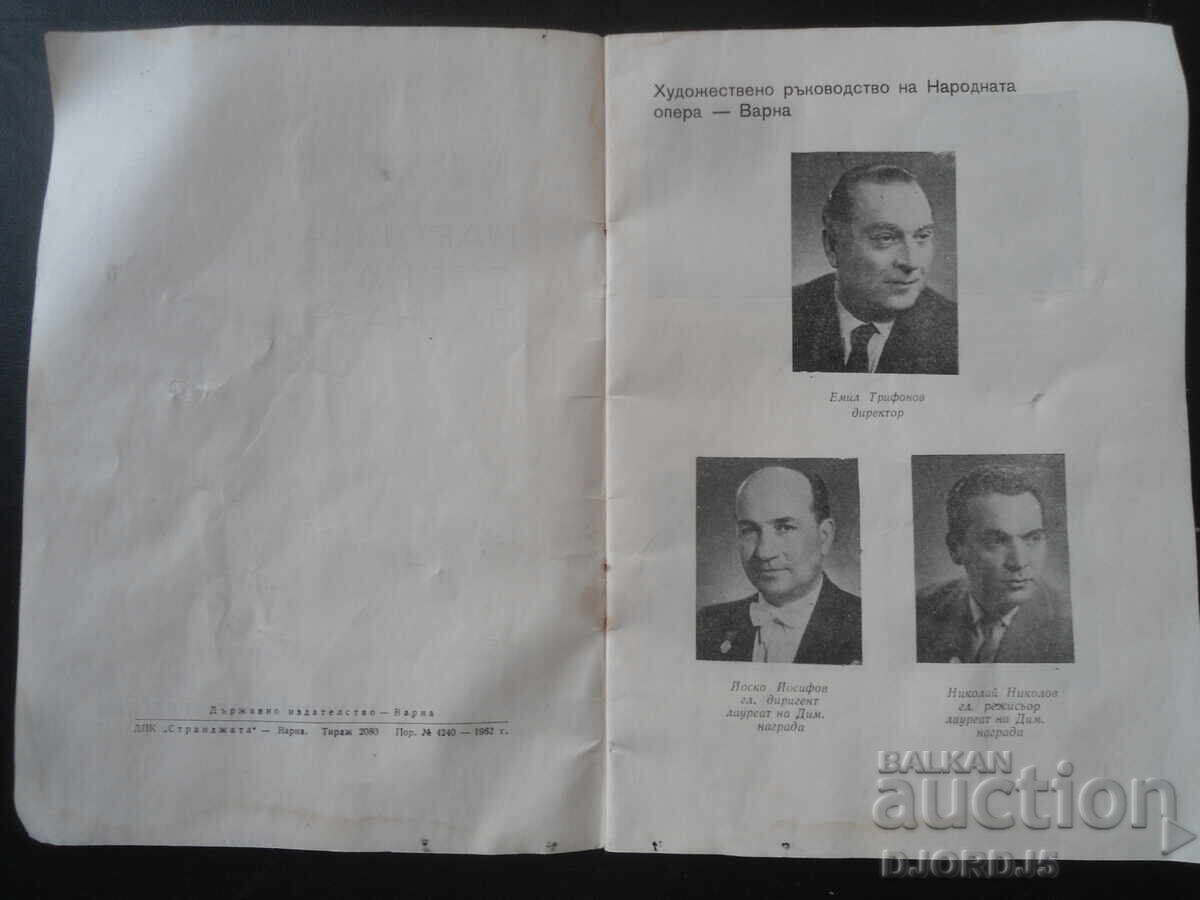 Държавно издателство — Варна
ДПК „Странджата“ — Варна. Тираж 2080 Пор. № 4240 — 1962 г.
Художествено ръководство на Народната
опера — Варна
Емил Трифонов
директор
Йоско Йосифов
гл. диригент
лауреат на Дим.
награда
Николай Николов
гл. режисьор
лауреат на Дим.
награда
BALKAN
auction
DJORDJ5